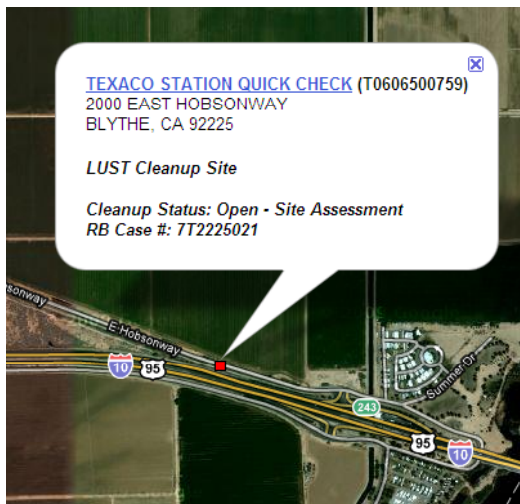 TEXACO STATION QUICK CHECK (T0606500759)
2000 EAST HOBSONWAY
BLYTHE, CA 92225
LUST Cleanup Site
Cleanup Status: Open - Site Assessment
RB Case #: 7T2225021
sonway
E Hobsonway
10
95
243
Summer Dr
95
10